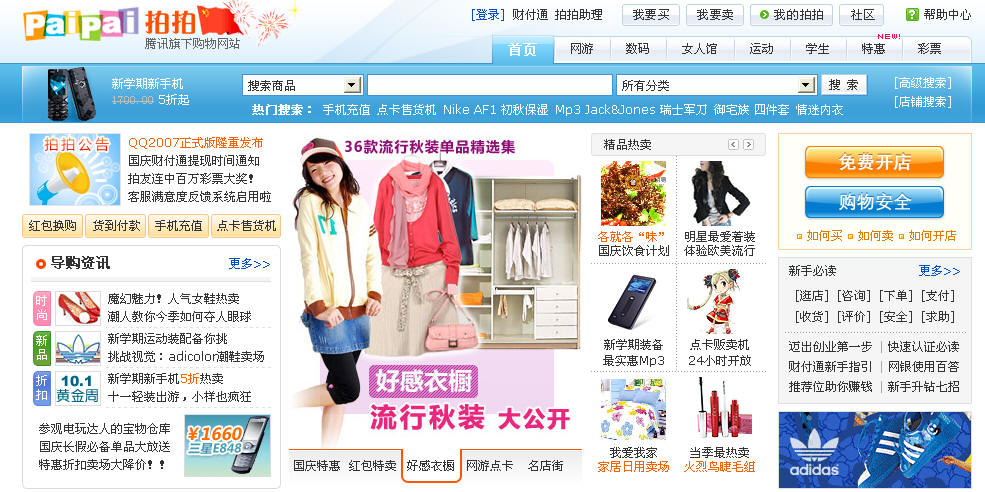 PaiPai 拍拍
腾讯旗下购物网站
[登录] 财付通 拍拍助理 我要买 我要卖 我的拍拍 社区 帮助中心
首页 网游 数码 女人馆 运动 学生 特惠 NEW! 彩票
新学期新手机
1700.00 5折起
搜索商品 所有分类 搜 索
[高级搜索]
[店铺搜索]
热门搜索： 手机充值 点卡售货机 Nike AF1 初秋保湿 Mp3 Jack&Jones 瑞士军刀 御宅族 四件套 情迷内衣
拍拍公告
QQ2007正式版隆重发布
国庆财付通提现时间通知
拍友连中百万彩票大奖!
客服满意度反馈系统启用啦
红包换购 货到付款 手机充值 点卡售货机
导购资讯 更多>>
时尚
魔幻魅力! 人气女鞋热卖
潮人教你今季如何夺人眼球
新品
新学期运动装配备你挑
挑战视觉：adicolor潮鞋卖场
折扣
10.1
黄金周
新学期新手机5折热卖
十一轻装出游，小样也疯狂
参观电玩达人的宝物仓库
国庆长假必备单品大放送
特惠折扣卖场大降价！！
¥1660
三星E848
36款流行秋装单品精选集
好感衣橱
流行秋装 大公开
国庆特惠 红包特卖 好感衣橱 网游点卡 名店街
精品热卖
各就各“味”
国庆饮食计划
明星最爱着装
体验欧美流行
新学期装备
最实惠Mp3
点卡贩卖机
24小时开放
我爱我家
家居日用卖场
当季最热卖
火烈鸟睫毛组
免费开店
购物安全
如何买 如何卖 如何开店
新手必读 更多>>
[逛店] [咨询] [下单] [支付]
[收货] [评价] [安全] [求助]
迈出创业第一步 | 快速认证必读
财付通新手指引 | 网银使用百答
推荐位助你赚钱 | 新手升钻七招
adidas